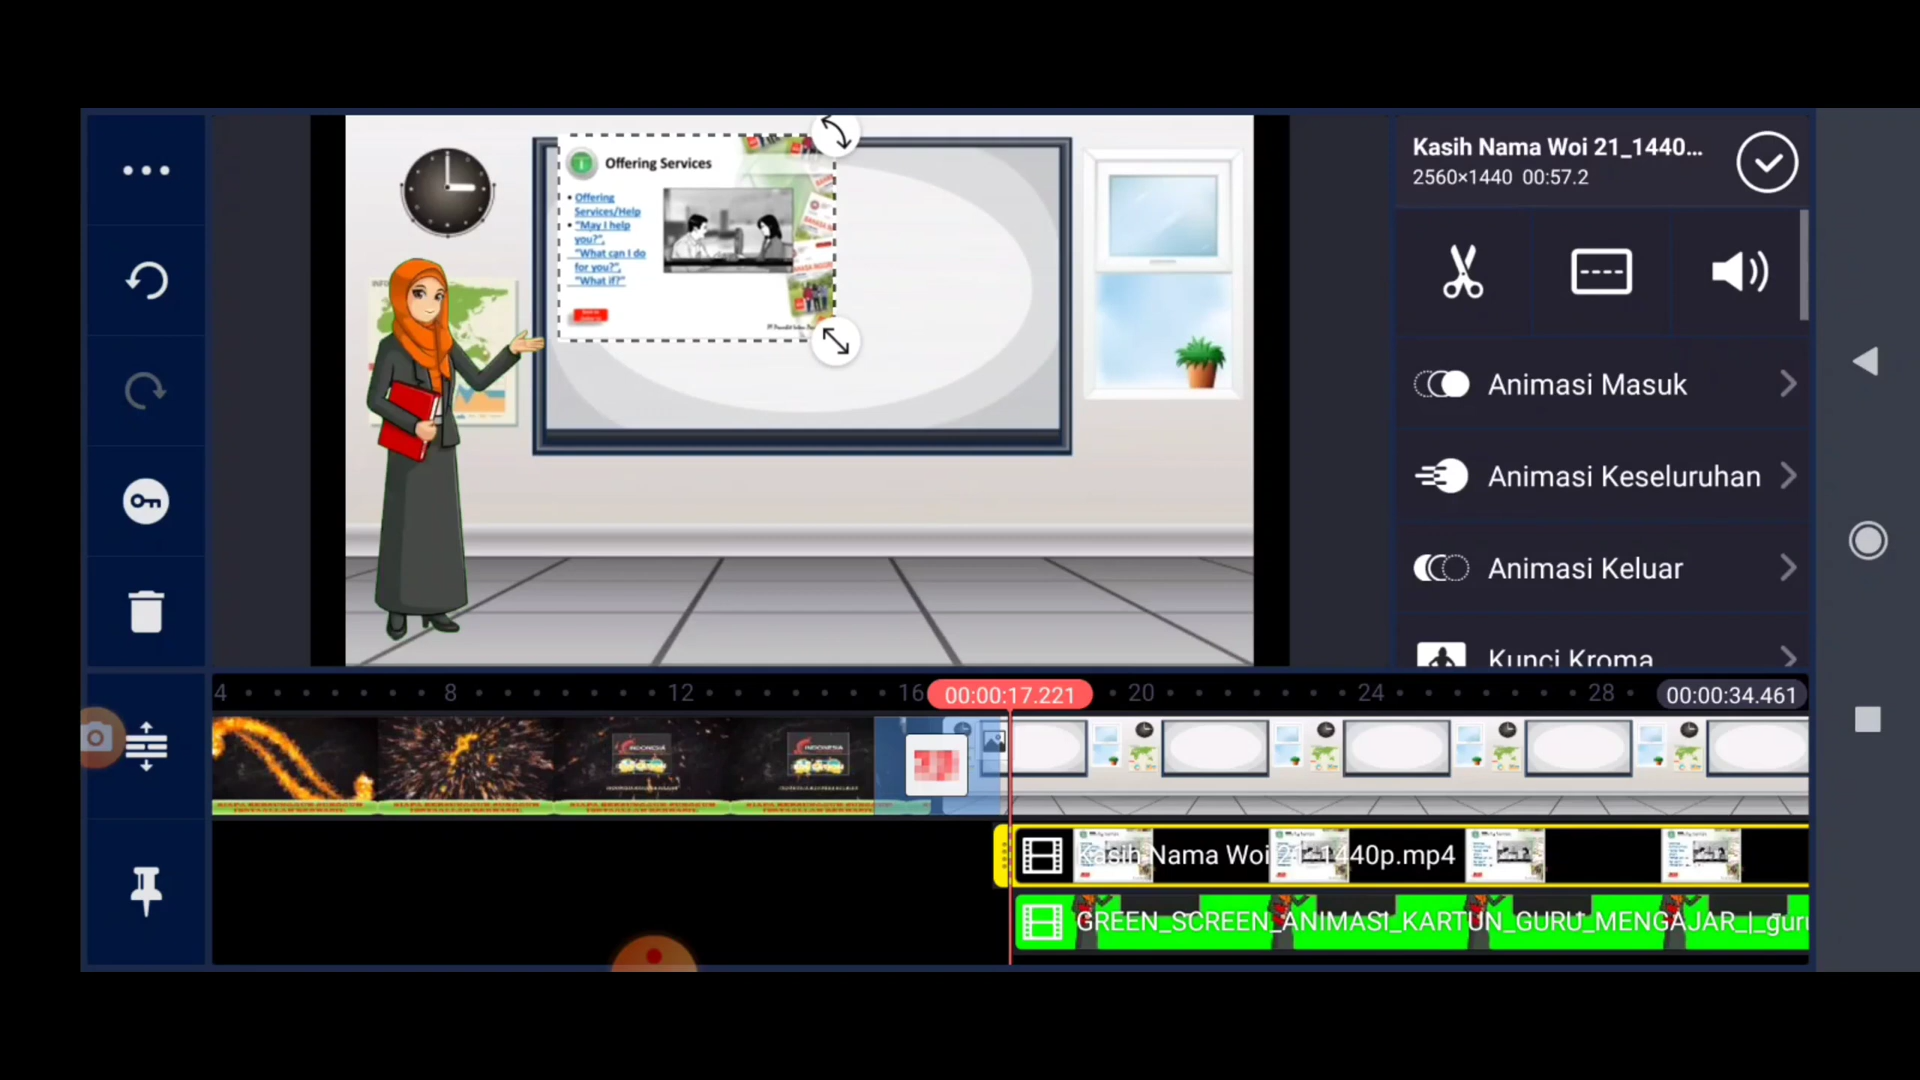 Offering Services
• Offering
Services/Help
• "May I help
you?",
"What can I do
for you?",
"What if?"
Kasih Nama Woi 21_1440...
2560×1440 00:57.2
Animasi Masuk
Animasi Keseluruhan
Animasi Keluar
Kunci Kroma
4 8 12 16 00:00:17.221 20 24 28 00:00:34.461
INDONESIA
INDONESIA
Kasih Nama Woi 21_1440p.mp4
GREEN_SCREEN_ANIMASI_KARTUN_GURU_MENGAJAR_|_guru